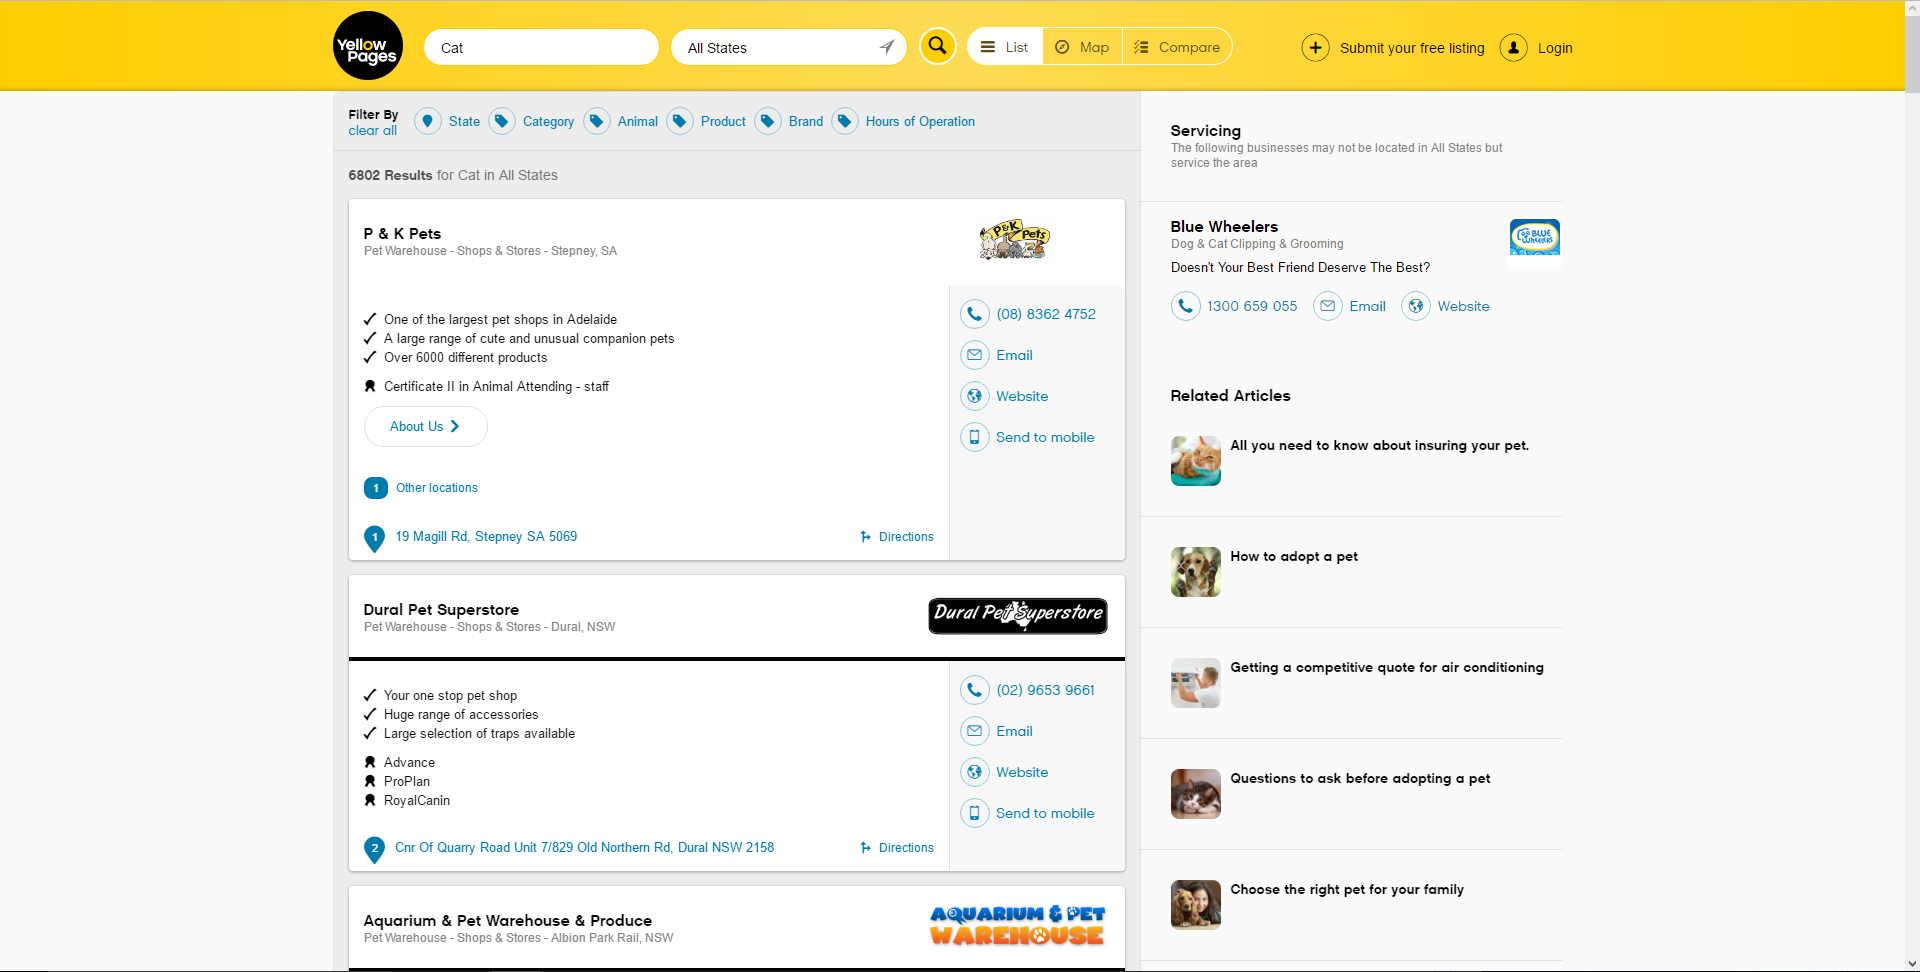 Yellow
Pages
Cat
All States
List
Map
Compare
Submit your free listing
Login
Filter By
clear all
State
Category
Animal
Product
Brand
Hours of Operation
6802 Results for Cat in All States
P & K Pets
Pet Warehouse - Shops & Stores - Stepney, SA
P&K Pets
One of the largest pet shops in Adelaide
A large range of cute and unusual companion pets
Over 6000 different products
Certificate II in Animal Attending - staff
About Us
1 Other locations
1 19 Magill Rd, Stepney SA 5069
Directions
(08) 8362 4752
Email
Website
Send to mobile
Dural Pet Superstore
Pet Warehouse - Shops & Stores - Dural, NSW
Dural Pet Superstore
Your one stop pet shop
Huge range of accessories
Large selection of traps available
Advance
ProPlan
RoyalCanin
2 Cnr Of Quarry Road Unit 7/829 Old Northern Rd, Dural NSW 2158
Directions
(02) 9653 9661
Email
Website
Send to mobile
Aquarium & Pet Warehouse & Produce
Pet Warehouse - Shops & Stores - Albion Park Rail, NSW
AQUARIUM & PET
WAREHOUSE
Servicing
The following businesses may not be located in All States but
service the area
Blue Wheelers
Dog & Cat Clipping & Grooming
Doesn't Your Best Friend Deserve The Best?
BLUE
Wheelers
1300 659 055
Email
Website
Related Articles
All you need to know about insuring your pet.
How to adopt a pet
Getting a competitive quote for air conditioning
Questions to ask before adopting a pet
Choose the right pet for your family